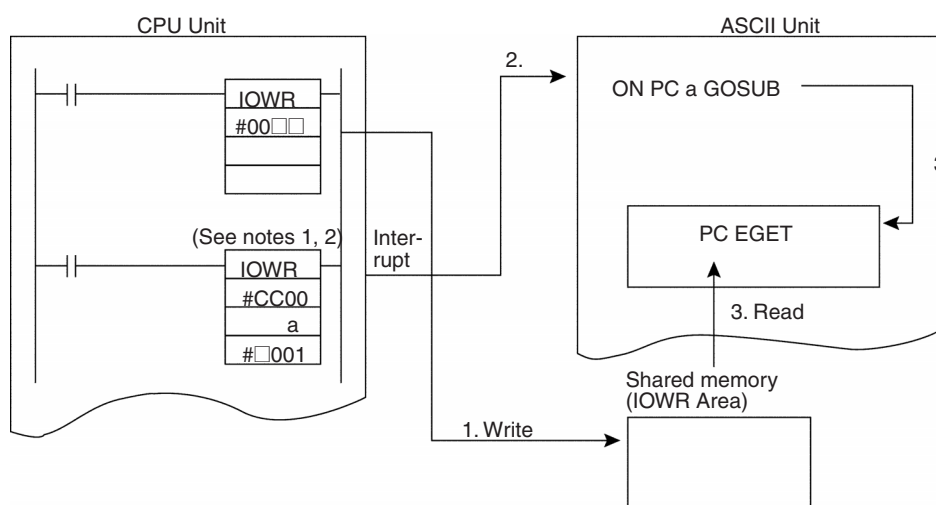 CPU Unit
ASCII Unit
IOWR
#00□□
2.
ON PC a GOSUB
(See notes 1, 2)
Inter-
rupt
IOWR
#CC00
a
#□001
PC EGET
3. Read
Shared memory
(IOWR Area)
1. Write